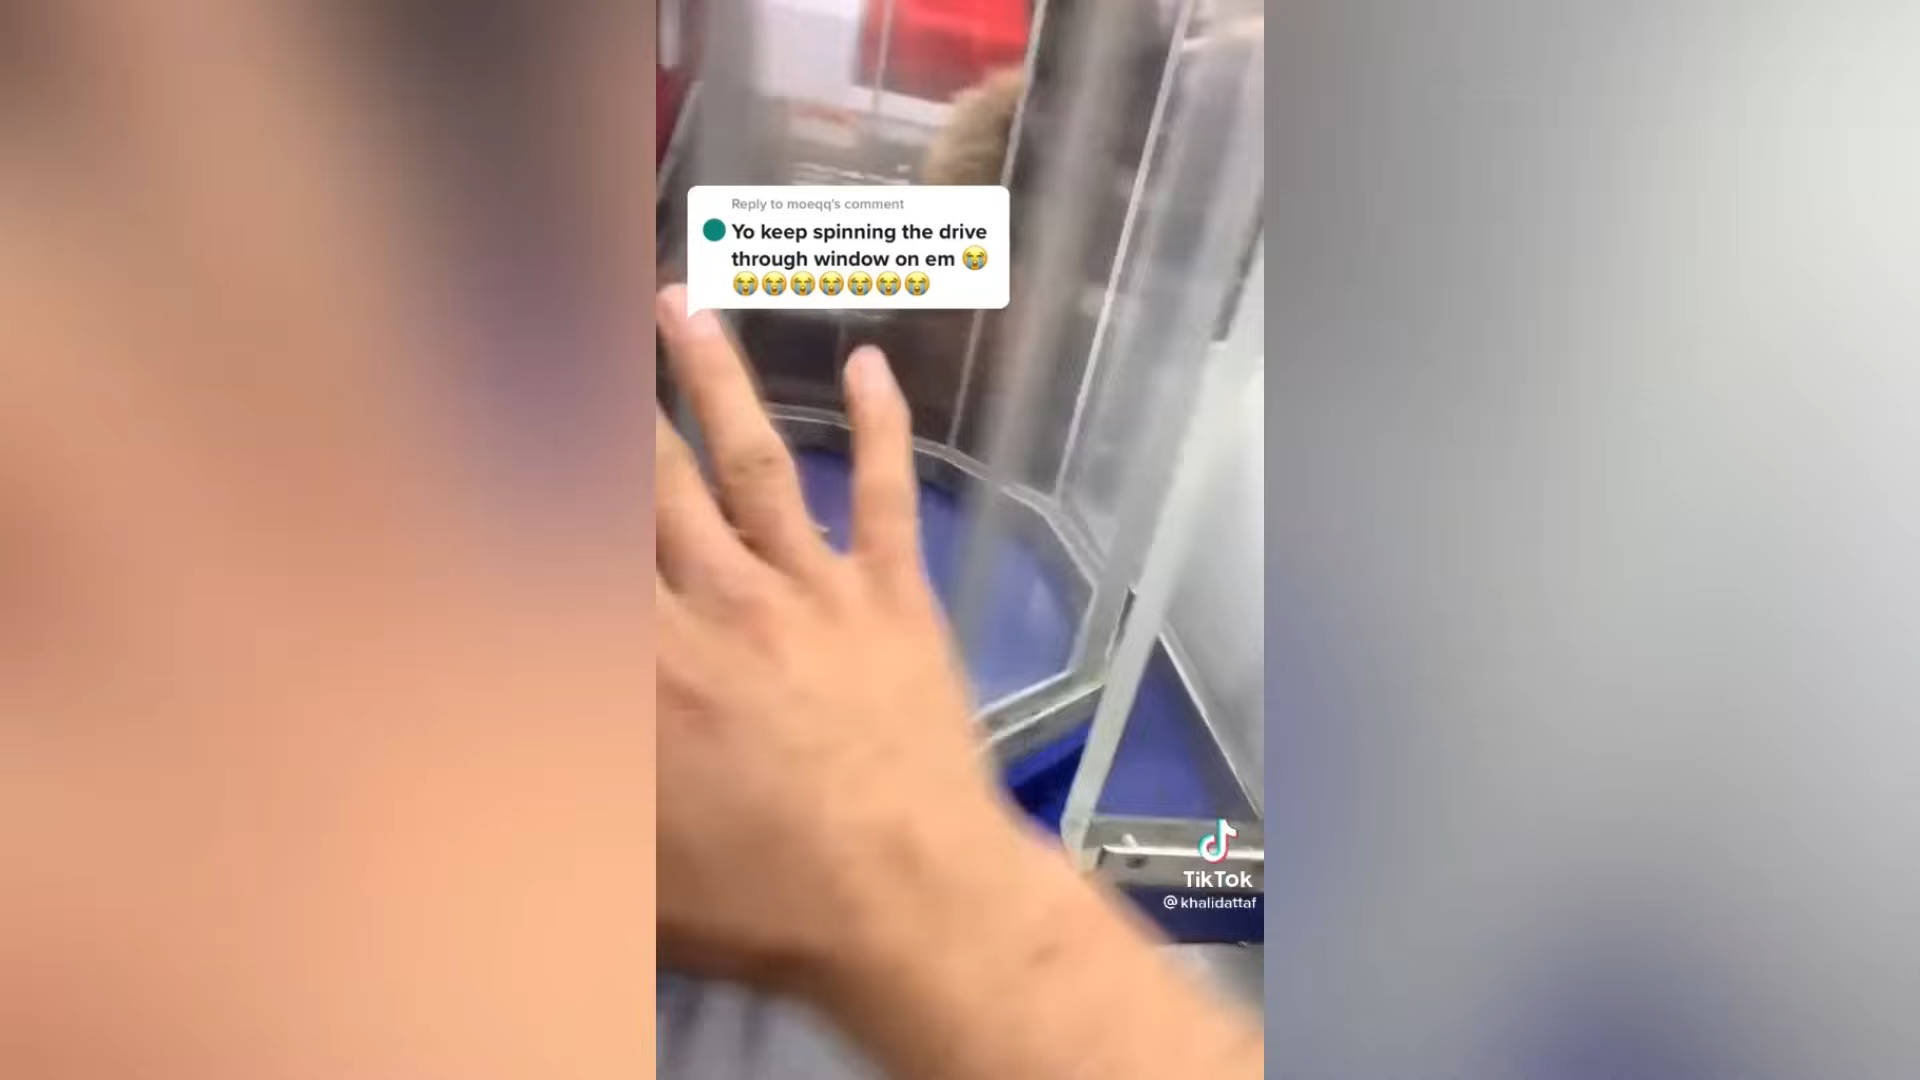 Reply to moeqq's comment
Yo keep spinning the drive
through window on em 😭
😭😭😭😭😭😭😭
TikTok
@khalidattaf